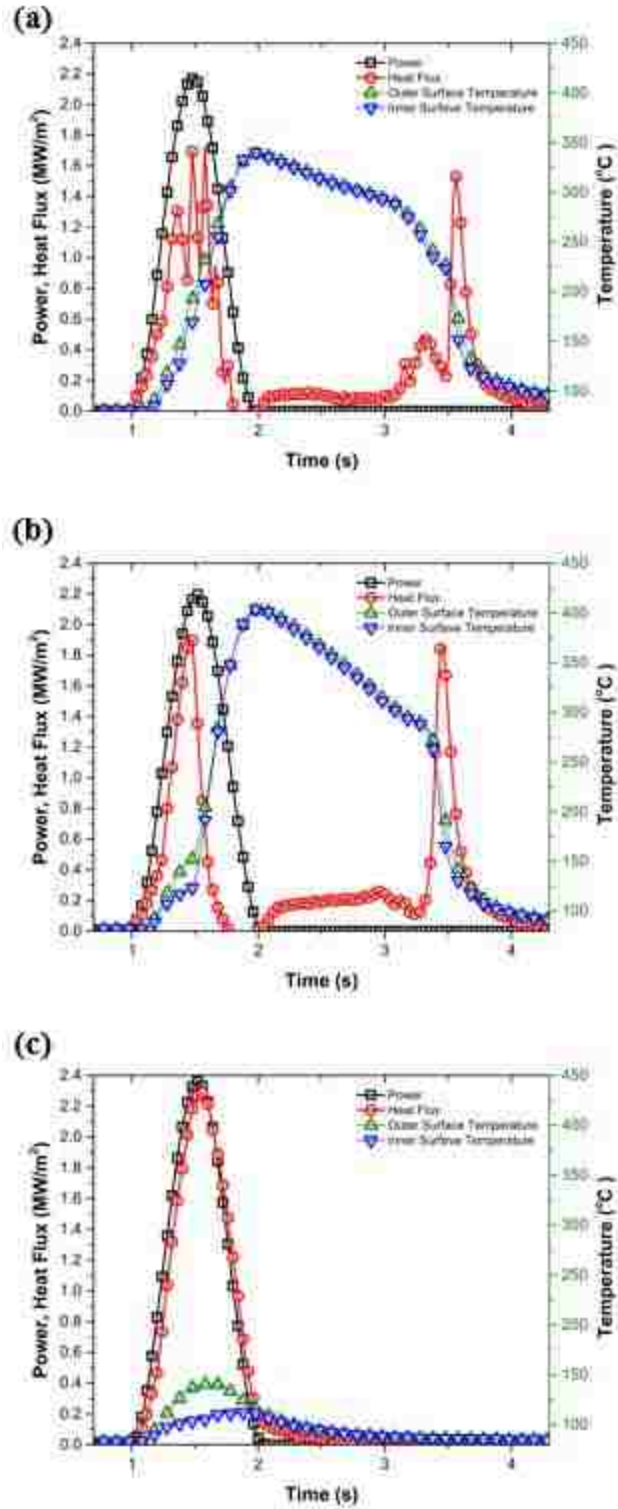 (a)
2.4
2.2
2.0
1.8
1.6
1.4
1.2
1.0
0.8
0.6
0.4
0.2
0.0
Power, Heat Flux (MW/m²)
Power
Heat Flux
Outer Surface Temperature
Inner Surface Temperature
450
400
350
300
250
200
150
100
Temperature (°C)
1 2 3 4
Time (s)
(b)
2.4
2.2
2.0
1.8
1.6
1.4
1.2
1.0
0.8
0.6
0.4
0.2
0.0
Power, Heat Flux (MW/m²)
Power
Heat Flux
Outer Surface Temperature
Inner Surface Temperature
450
400
350
300
250
200
150
100
Temperature (°C)
1 2 3 4
Time (s)
(c)
2.4
2.2
2.0
1.8
1.6
1.4
1.2
1.0
0.8
0.6
0.4
0.2
0.0
Power, Heat Flux (MW/m²)
Power
Heat Flux
Outer Surface Temperature
Inner Surface Temperature
450
400
350
300
250
200
150
100
Temperature (°C)
1 2 3 4
Time (s)